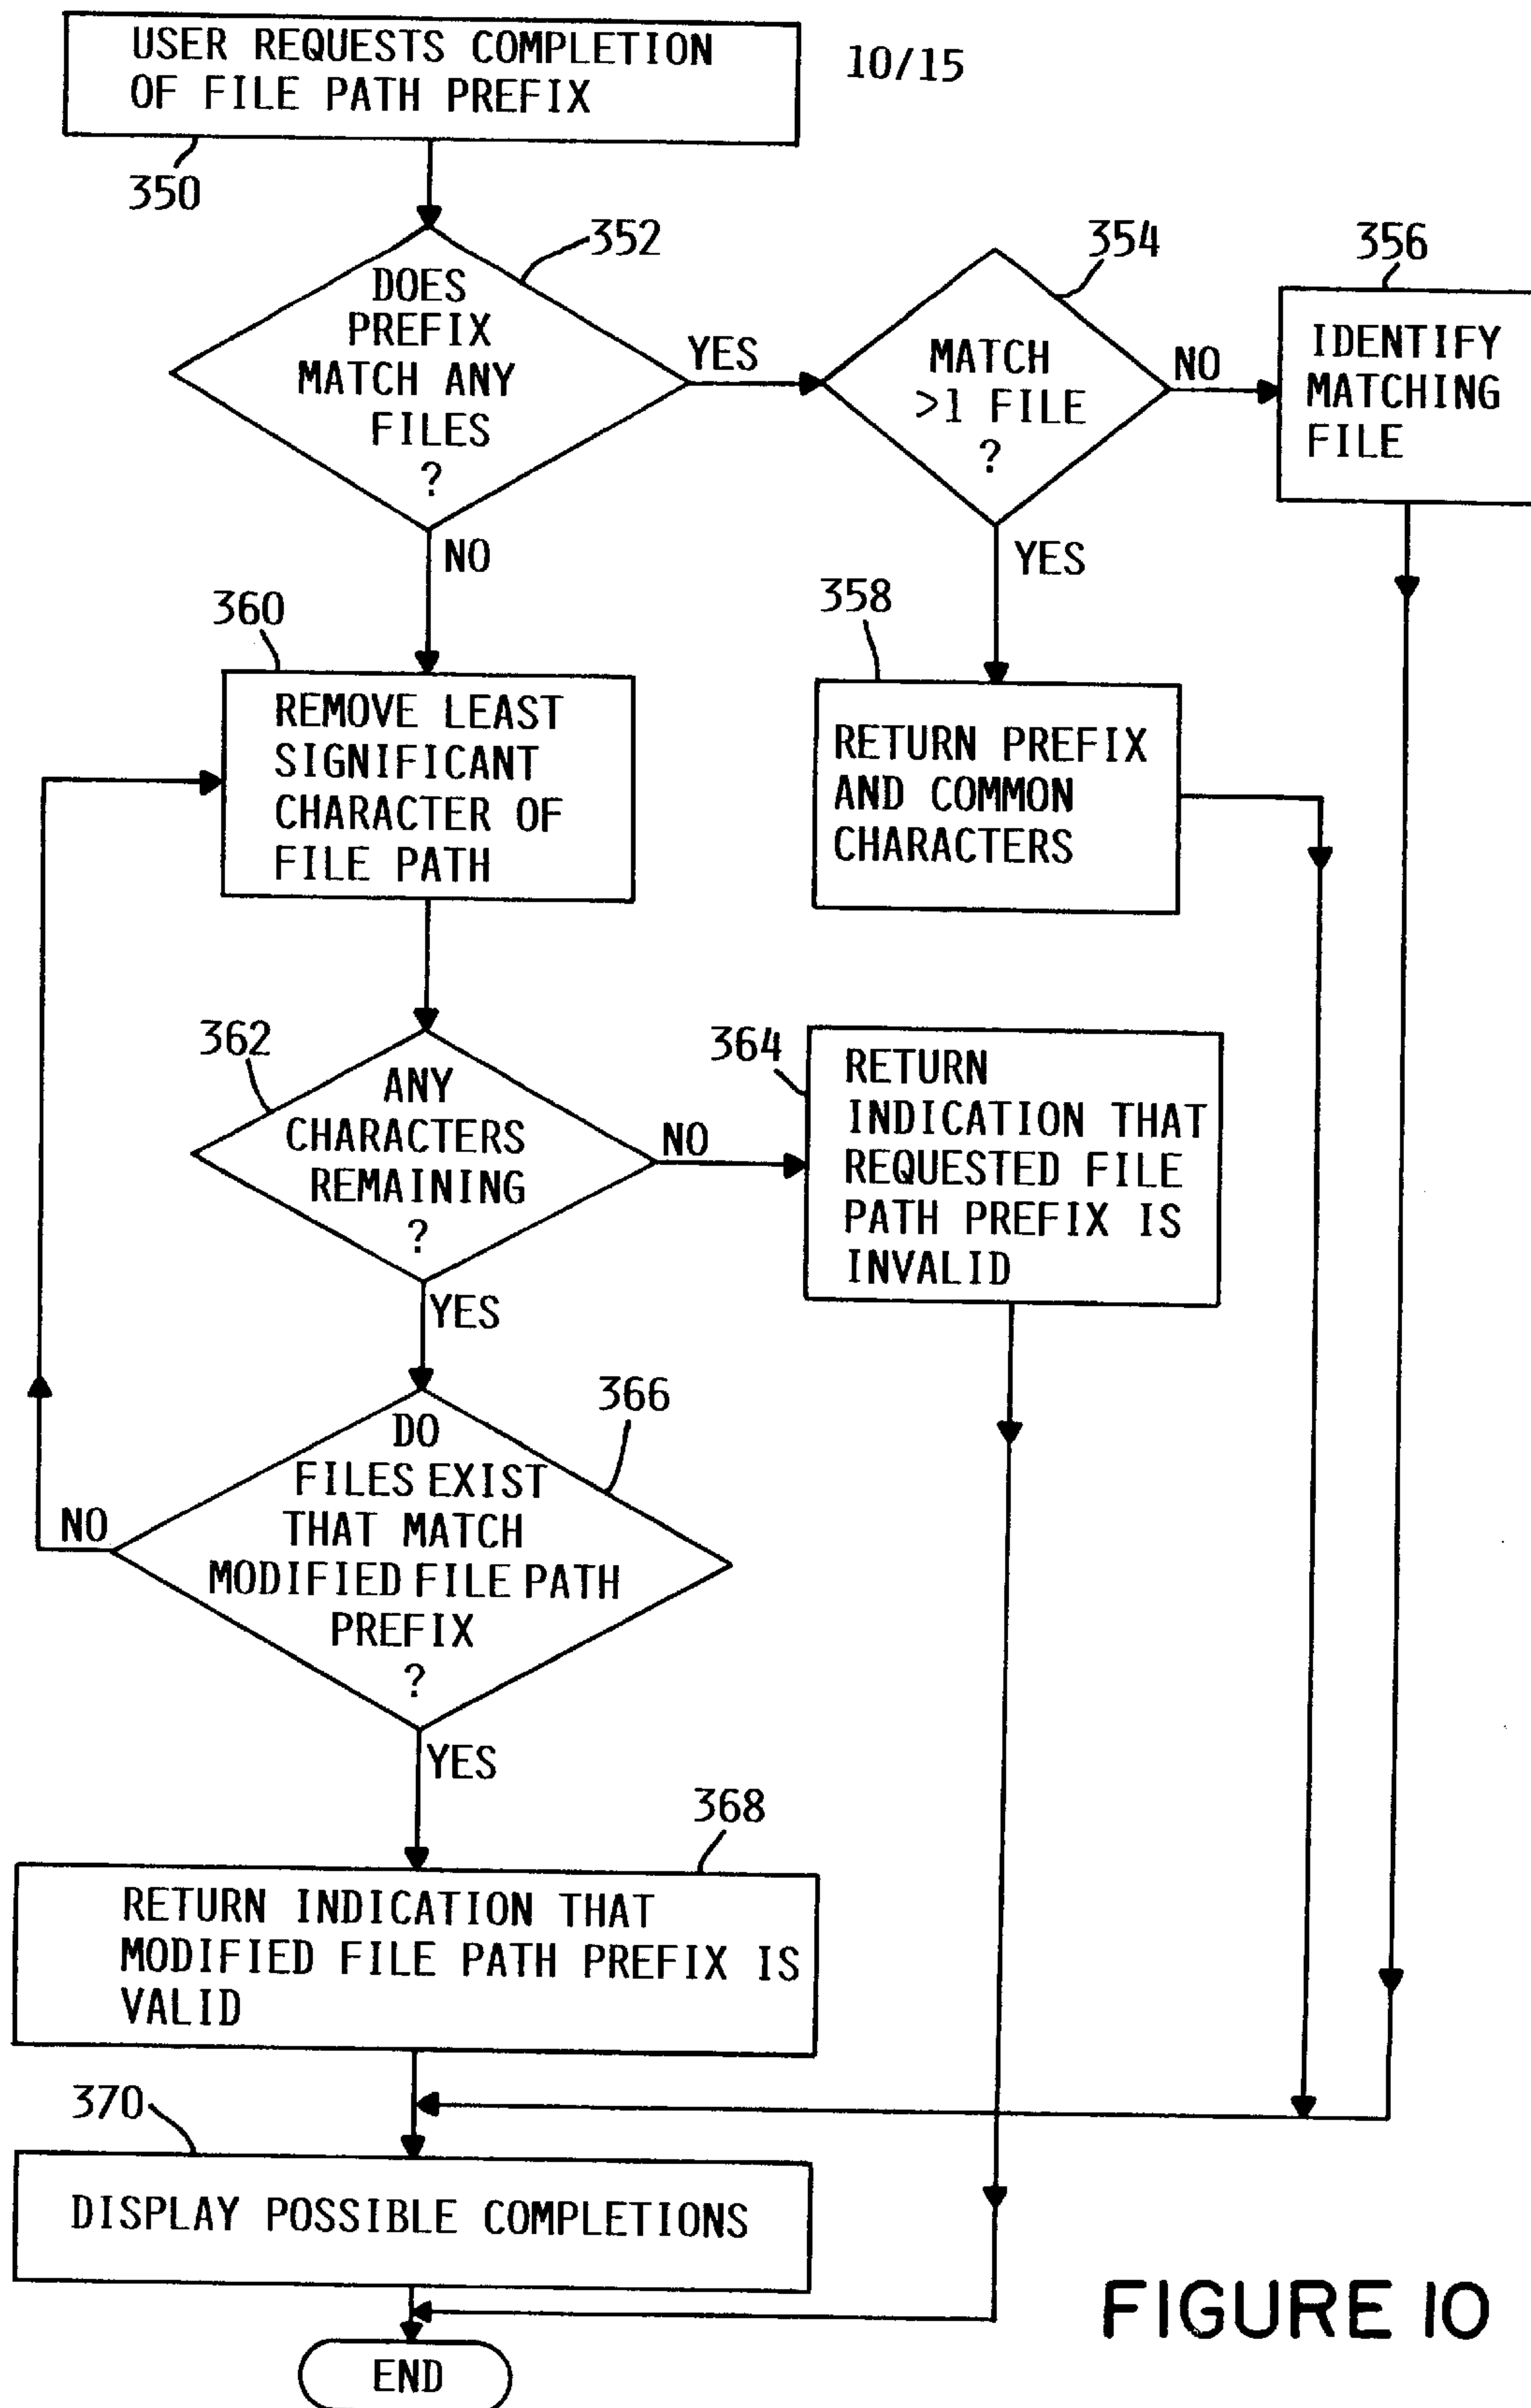 USER REQUESTS COMPLETION
OF FILE PATH PREFIX
10/15
350
352
DOES
PREFIX
MATCH ANY
FILES
?
YES
NO
354
MATCH
>1 FILE
?
NO
YES
356
IDENTIFY
MATCHING
FILE
358
RETURN PREFIX
AND COMMON
CHARACTERS
360
REMOVE LEAST
SIGNIFICANT
CHARACTER OF
FILE PATH
362
ANY
CHARACTERS
REMAINING
?
NO
YES
364
RETURN
INDICATION THAT
REQUESTED FILE
PATH PREFIX IS
INVALID
366
DO
FILES EXIST
THAT MATCH
MODIFIED FILE PATH
PREFIX
?
NO
YES
368
RETURN INDICATION THAT
MODIFIED FILE PATH PREFIX IS
VALID
370
DISPLAY POSSIBLE COMPLETIONS
END
FIGURE 10